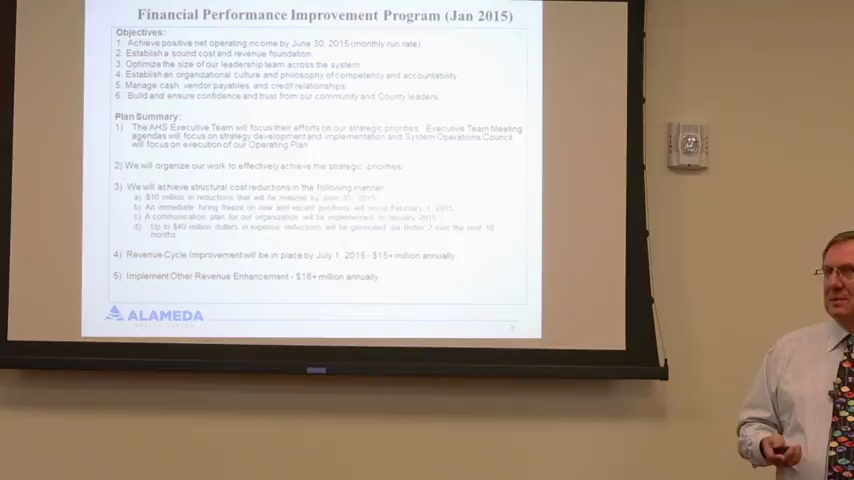 Financial Performance Improvement Program (Jan 2015)
Objectives:
1. Achieve positive net operating income by June 30, 2015 (monthly run rate)
2. Establish a sound cost and revenue foundation.
3. Optimize the size of our leadership team across the system
4. Establish an organizational culture and philosophy of competency and accountability
5. Manage cash, vendor payables, and credit relationships.
6. Build and ensure confidence and trust from our community and County leaders
Plan Summary:
1) The AHS Executive Team will focus their efforts on our strategic priorities. Executive Team Meeting
agendas will focus on strategy development and implementation and System Operations Council
will focus on execution of our Operating Plan
2) We will organize our work to effectively achieve the strategic priorities.
3) We will achieve structural cost reductions in the following manner:
a) $10 million in reductions that will be realized by June 30, 2015.
b) An immediate hiring freeze on new and vacant positions will occur February 1, 2015.
c) A communication plan for our organization will be implemented in January 2015.
d) Up to $40 million dollars in expense reductions will be generated via Better 2 over the next 18
months.
4) Revenue Cycle Improvement will be in place by July 1, 2015 - $15+ million annually
5) Implement Other Revenue Enhancement - $18+ million annually
ALAMEDA
HEALTH SYSTEM